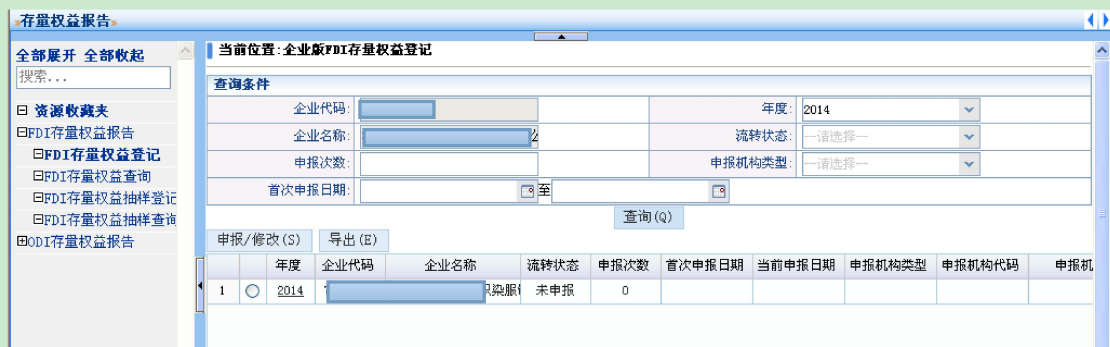 存量权益报告
全部展开 全部收起
搜索...
资源收藏夹
FDI存量权益报告
FDI存量权益登记
FDI存量权益查询
FDI存量权益抽样登记
FDI存量权益抽样查询
ODI存量权益报告
当前位置:企业版FDI存量权益登记
查询条件
企业代码: 年度: 2014
企业名称: 流转状态: --请选择--
申报次数: 申报机构类型: --请选择--
首次申报日期: 至
查询(Q)
申报/修改(S) 导出(E)
年度 企业代码 企业名称 流转状态 申报次数 首次申报日期 当前申报日期 申报机构类型 申报机构代码 申报机
1 2014 染服 未申报 0